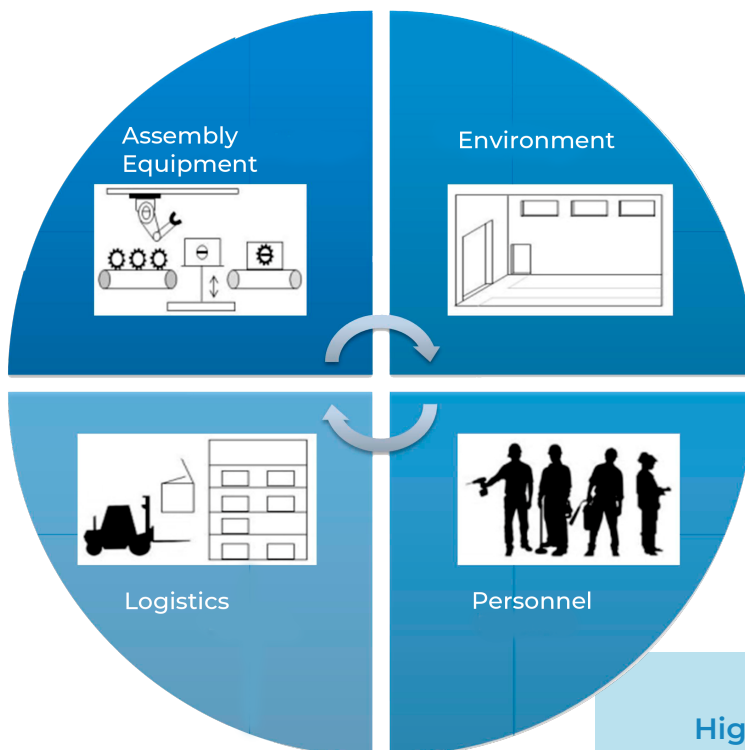 Assembly
Equipment
Environment
Logistics
Personnel
Hig